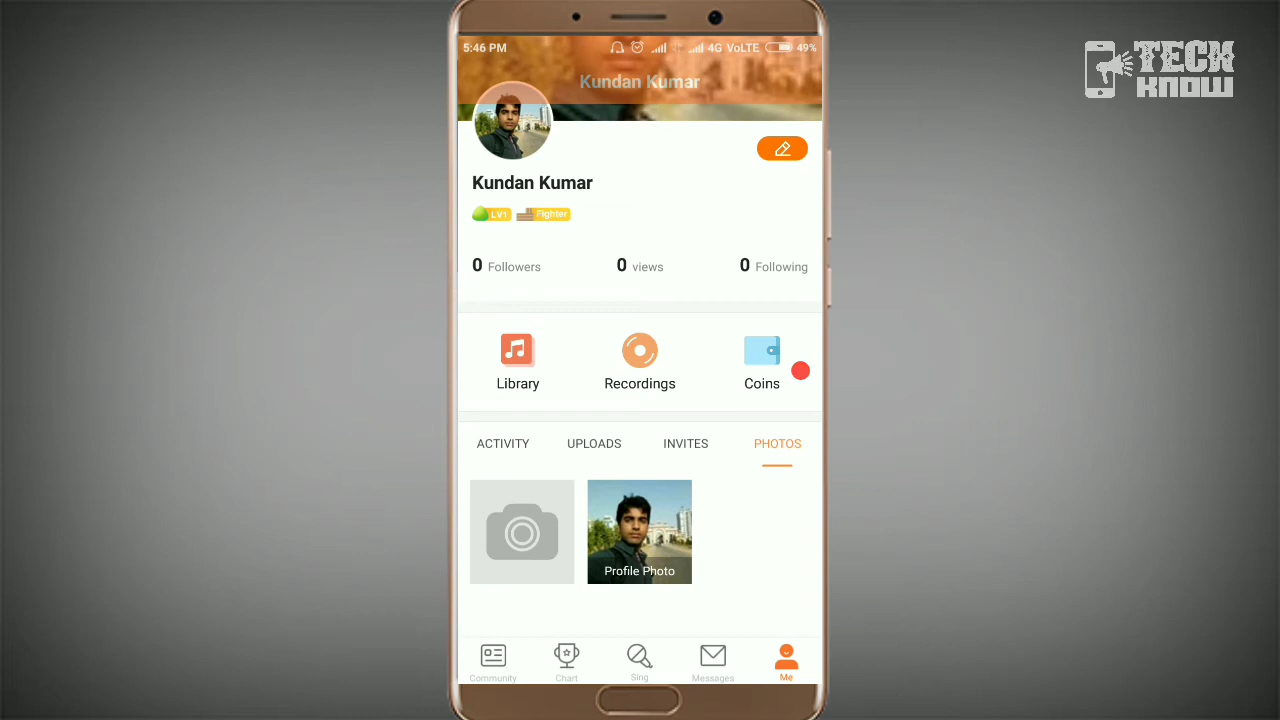 5:46 PM 4G VoLTE 49%
Kundan Kumar
TECK
KNOW
Kundan Kumar
LV1 Fighter
0 Followers 0 views 0 Following
Library Recordings Coins
ACTIVITY UPLOADS INVITES PHOTOS
Profile Photo
Community Chart Sing Messages Me